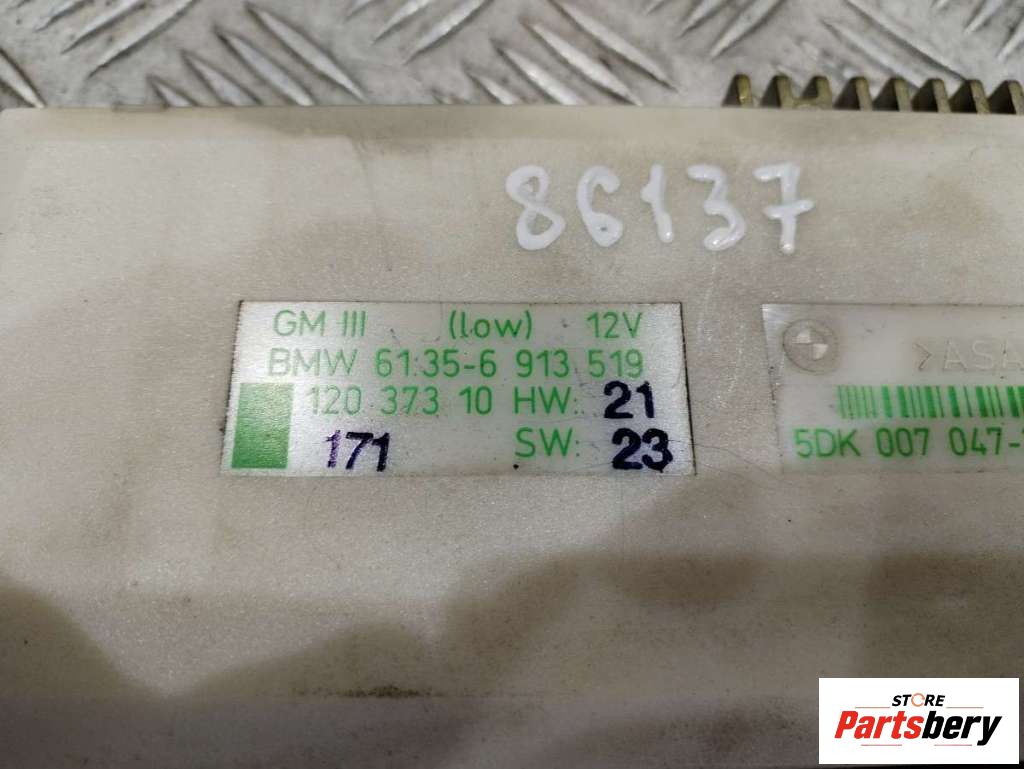 86137
GM III (low) 12V
BMW 61.35-6 913 519
120 373 10 HW: 21
171 SW: 23
>ASA
5DK 007 047-
STORE
Partsbery